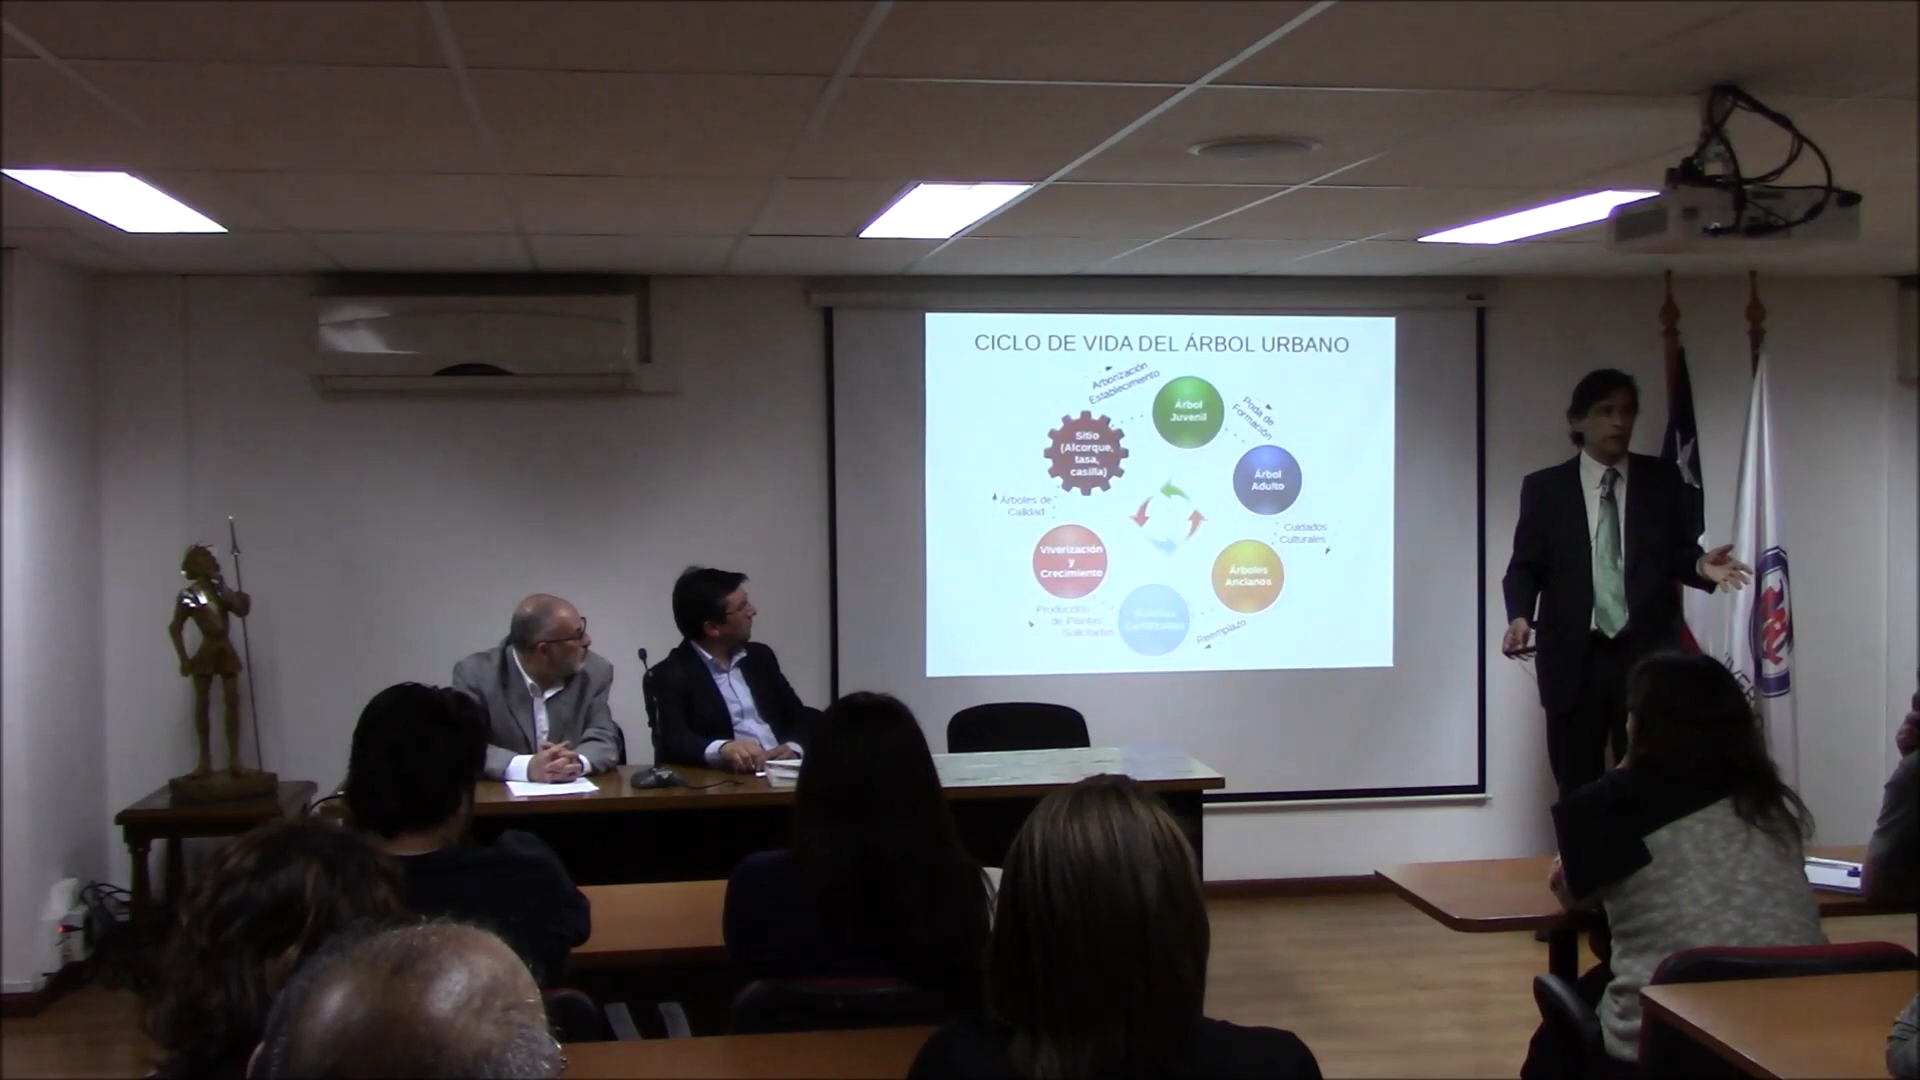 CICLO DE VIDA DEL ÁRBOL URBANO
Arborización
Establecimiento
Árbol
Juvenil
Poda de
Formación
Sitio
(Alcorque,
tasa,
casilla)
Árbol
Adulto
Árboles de
Calidad
Cuidados
Culturales
Viverización
y
Crecimiento
Árboles
Ancianos
Producción
de Plantas
Solicitadas
Reemplazo